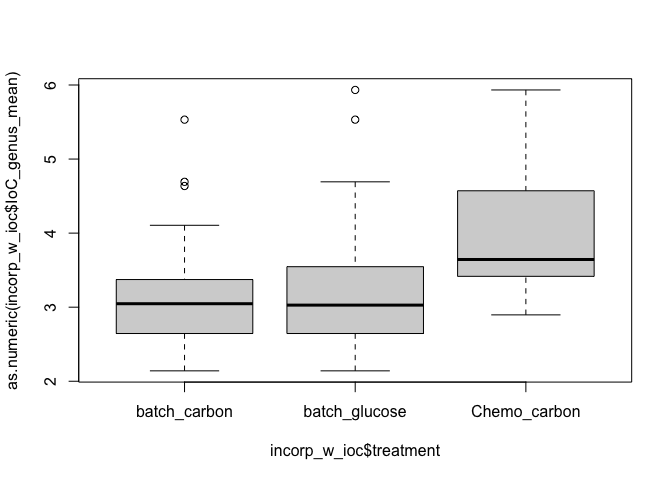 as.numeric(incorp_w_ioc$IoC_genus_mean)
6
5
4
3
2
batch_carbon batch_glucose Chemo_carbon
incorp_w_ioc$treatment